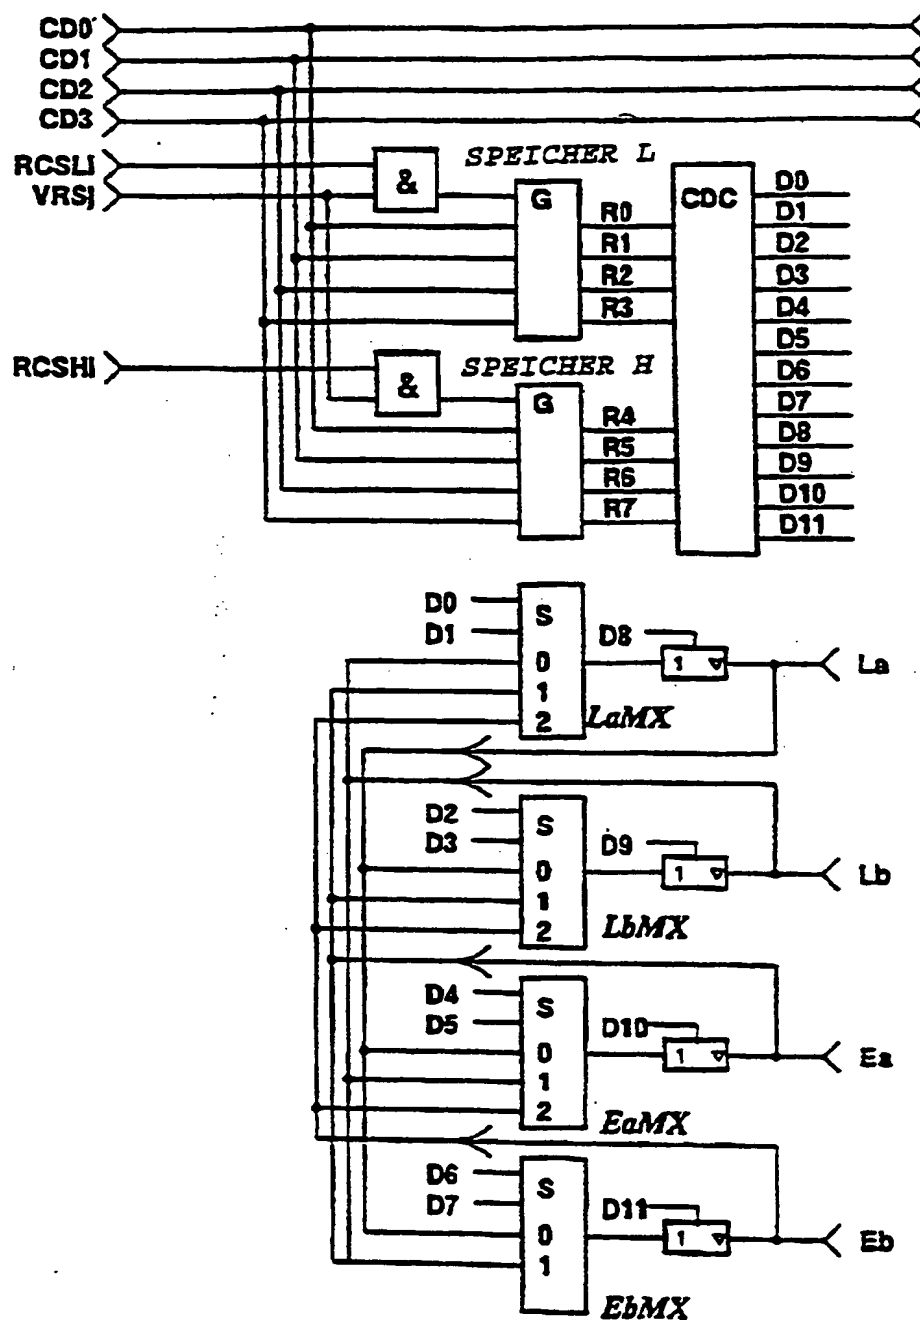 CD0
CD1
CD2
CD3
RCSLi
VRSj
&
SPEICHER L
G
R0
R1
R2
R3
CDC
D0
D1
D2
D3
D4
D5
D6
D7
D8
D9
D10
D11
RCSHi
&
SPEICHER H
G
R4
R5
R6
R7
D0
D1
S
0
1
2
D8
1
La
LaMX
D2
D3
S
0
1
2
D9
1
Lb
LbMX
D4
D5
S
0
1
2
D10
1
Ea
EaMX
D6
D7
S
0
1
D11
1
Eb
EbMX